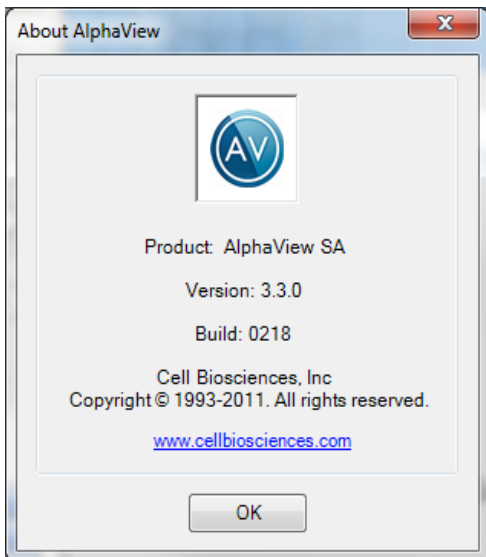 About AlphaView
X
AV
Product: AlphaView SA
Version: 3.3.0
Build: 0218
Cell Biosciences, Inc
Copyright © 1993-2011. All rights reserved.
www.cellbiosciences.com
OK